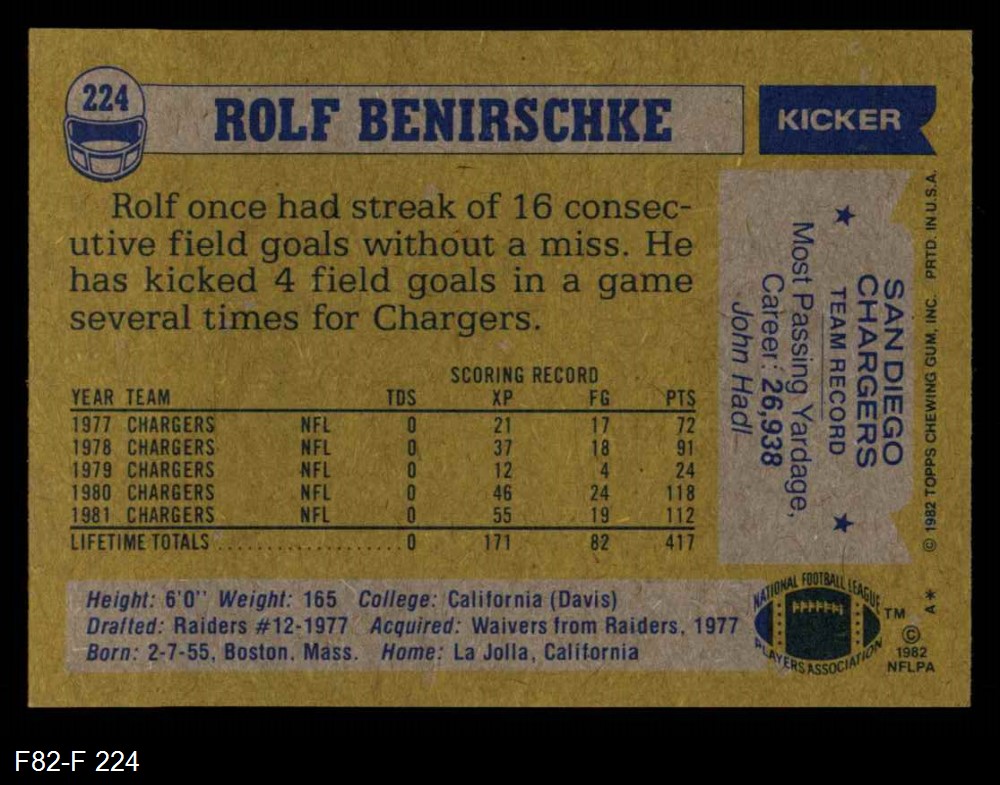 224
ROLF BENIRSCHKE
KICKER
Rolf once had streak of 16 consec-
utive field goals without a miss. He
has kicked 4 field goals in a game
several times for Chargers.
SCORING RECORD
YEAR TEAM TDS XP FG PTS
1977 CHARGERS NFL 0 21 17 72
1978 CHARGERS NFL 0 37 18 91
1979 CHARGERS NFL 0 12 4 24
1980 CHARGERS NFL 0 46 24 118
1981 CHARGERS NFL 0 55 19 112
LIFETIME TOTALS ................... 0 171 82 417
SAN DIEGO
CHARGERS
★ TEAM RECORD ★
Most Passing Yardage,
Career: 26,938
John Hadl
© 1982 TOPPS CHEWING GUM, INC. PRTD. IN U.S.A.
Height: 6'0" Weight: 165 College: California (Davis)
Drafted: Raiders #12-1977 Acquired: Waivers from Raiders, 1977
Born: 2-7-55, Boston, Mass. Home: La Jolla, California
NATIONAL FOOTBALL LEAGUE
PLAYERS ASSOCIATION
TM
A*
©
1982
NFLPA
F82-F 224